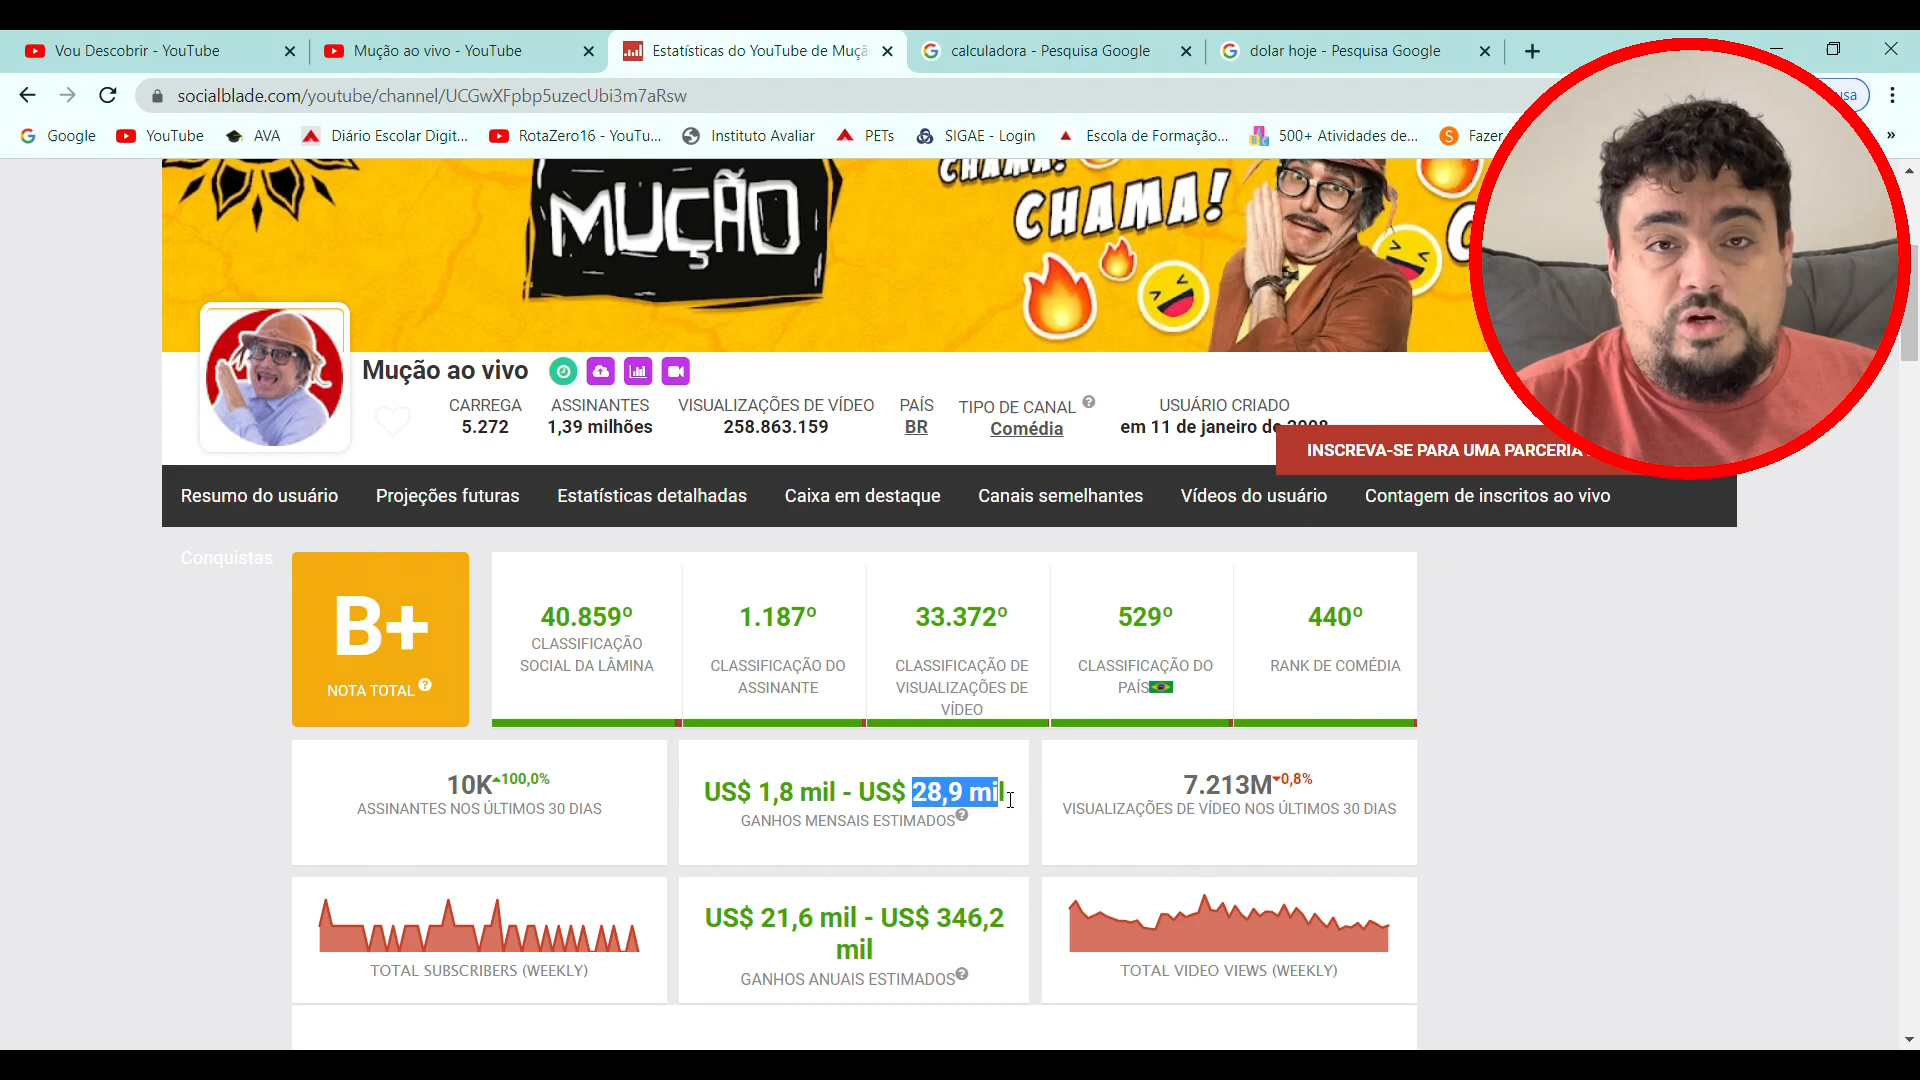 Vou Descobrir - YouTube
Mução ao vivo - YouTube
Estatísticas do YouTube de Muçã
calculadora - Pesquisa Google
dolar hoje - Pesquisa Google
socialblade.com/youtube/channel/UCGwXFpbp5uzecUbi3m7aRsw
usa
Google
YouTube
AVA
Diário Escolar Digit...
RotaZero16 - YouTu...
Instituto Avaliar
PETs
SIGAE - Login
Escola de Formação...
500+ Atividades de...
Fazer
»
MUÇÃO
CHAMA!
CHAMA!
Mução ao vivo
CARREGA
5.272
ASSINANTES
1,39 milhões
VISUALIZAÇÕES DE VÍDEO
258.863.159
PAÍS
BR
TIPO DE CANAL
Comédia
USUÁRIO CRIADO
em 11 de janeiro de 2008
INSCREVA-SE PARA UMA PARCERIA
Resumo do usuário
Projeções futuras
Estatísticas detalhadas
Caixa em destaque
Canais semelhantes
Vídeos do usuário
Contagem de inscritos ao vivo
Conquistas
B+
NOTA TOTAL
40.859º
CLASSIFICAÇÃO
SOCIAL DA LÂMINA
1.187º
CLASSIFICAÇÃO DO
ASSINANTE
33.372º
CLASSIFICAÇÃO DE
VISUALIZAÇÕES DE
VÍDEO
529º
CLASSIFICAÇÃO DO
PAÍS
440º
RANK DE COMÉDIA
10K 100,0%
ASSINANTES NOS ÚLTIMOS 30 DIAS
US$ 1,8 mil - US$ 28,9 mil
GANHOS MENSAIS ESTIMADOS
7.213M 0,8%
VISUALIZAÇÕES DE VÍDEO NOS ÚLTIMOS 30 DIAS
TOTAL SUBSCRIBERS (WEEKLY)
US$ 21,6 mil - US$ 346,2
mil
GANHOS ANUAIS ESTIMADOS
TOTAL VIDEO VIEWS (WEEKLY)